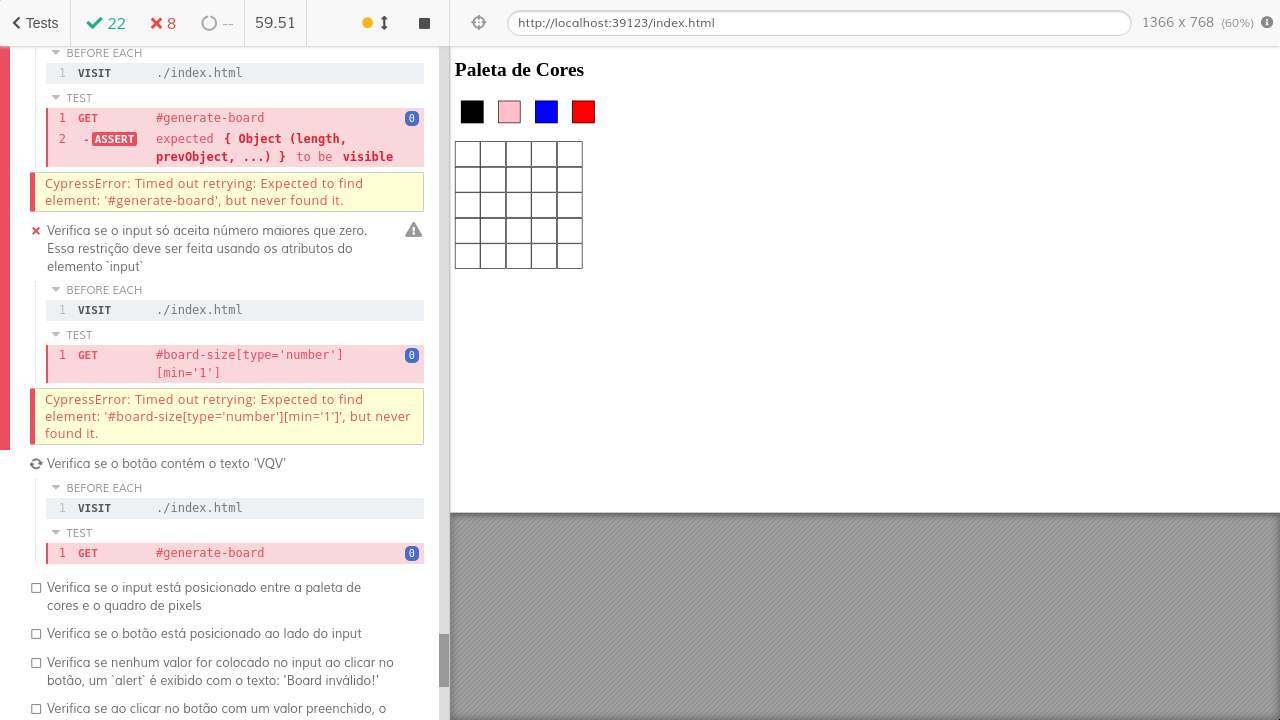 Tests
22
8
--
59.51
http://localhost:39123/index.html
1366 x 768 (60%)
BEFORE EACH
1 VISIT ./index.html
TEST
1 GET #generate-board 0
2 -ASSERT expected { Object (length,
prevObject, ...) } to be visible
CypressError: Timed out retrying: Expected to find
element: '#generate-board', but never found it.
Verifica se o input só aceita número maiores que zero.
Essa restrição deve ser feita usando os atributos do
elemento `input`
BEFORE EACH
1 VISIT ./index.html
TEST
1 GET #board-size[type='number'] 0
[min='1']
CypressError: Timed out retrying: Expected to find
element: '#board-size[type='number'][min='1']', but never
found it.
Verifica se o botão contém o texto 'VQV'
BEFORE EACH
1 VISIT ./index.html
TEST
1 GET #generate-board 0
Verifica se o input está posicionado entre a paleta de
cores e o quadro de pixels
Verifica se o botão está posicionado ao lado do input
Verifica se nenhum valor for colocado no input ao clicar no
botão, um `alert` é exibido com o texto: 'Board inválido!'
Verifica se ao clicar no botão com um valor preenchido, o
Paleta de Cores